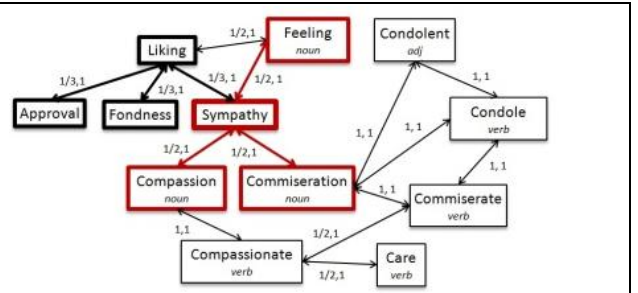 Feeling
noun
Condolent
adj
Liking
1/2,1
1/3,1
1/3,1
1/3, 1
1/2, 1
1, 1
Approval
Fondness
Sympathy
Condole
verb
1, 1
1, 1
1/2,1
1/2,1
1, 1
Compassion
noun
Commiseration
noun
1, 1
Commiserate
verb
1,1
1/2,1
Compassionate
verb
Care
verb
1/2,1